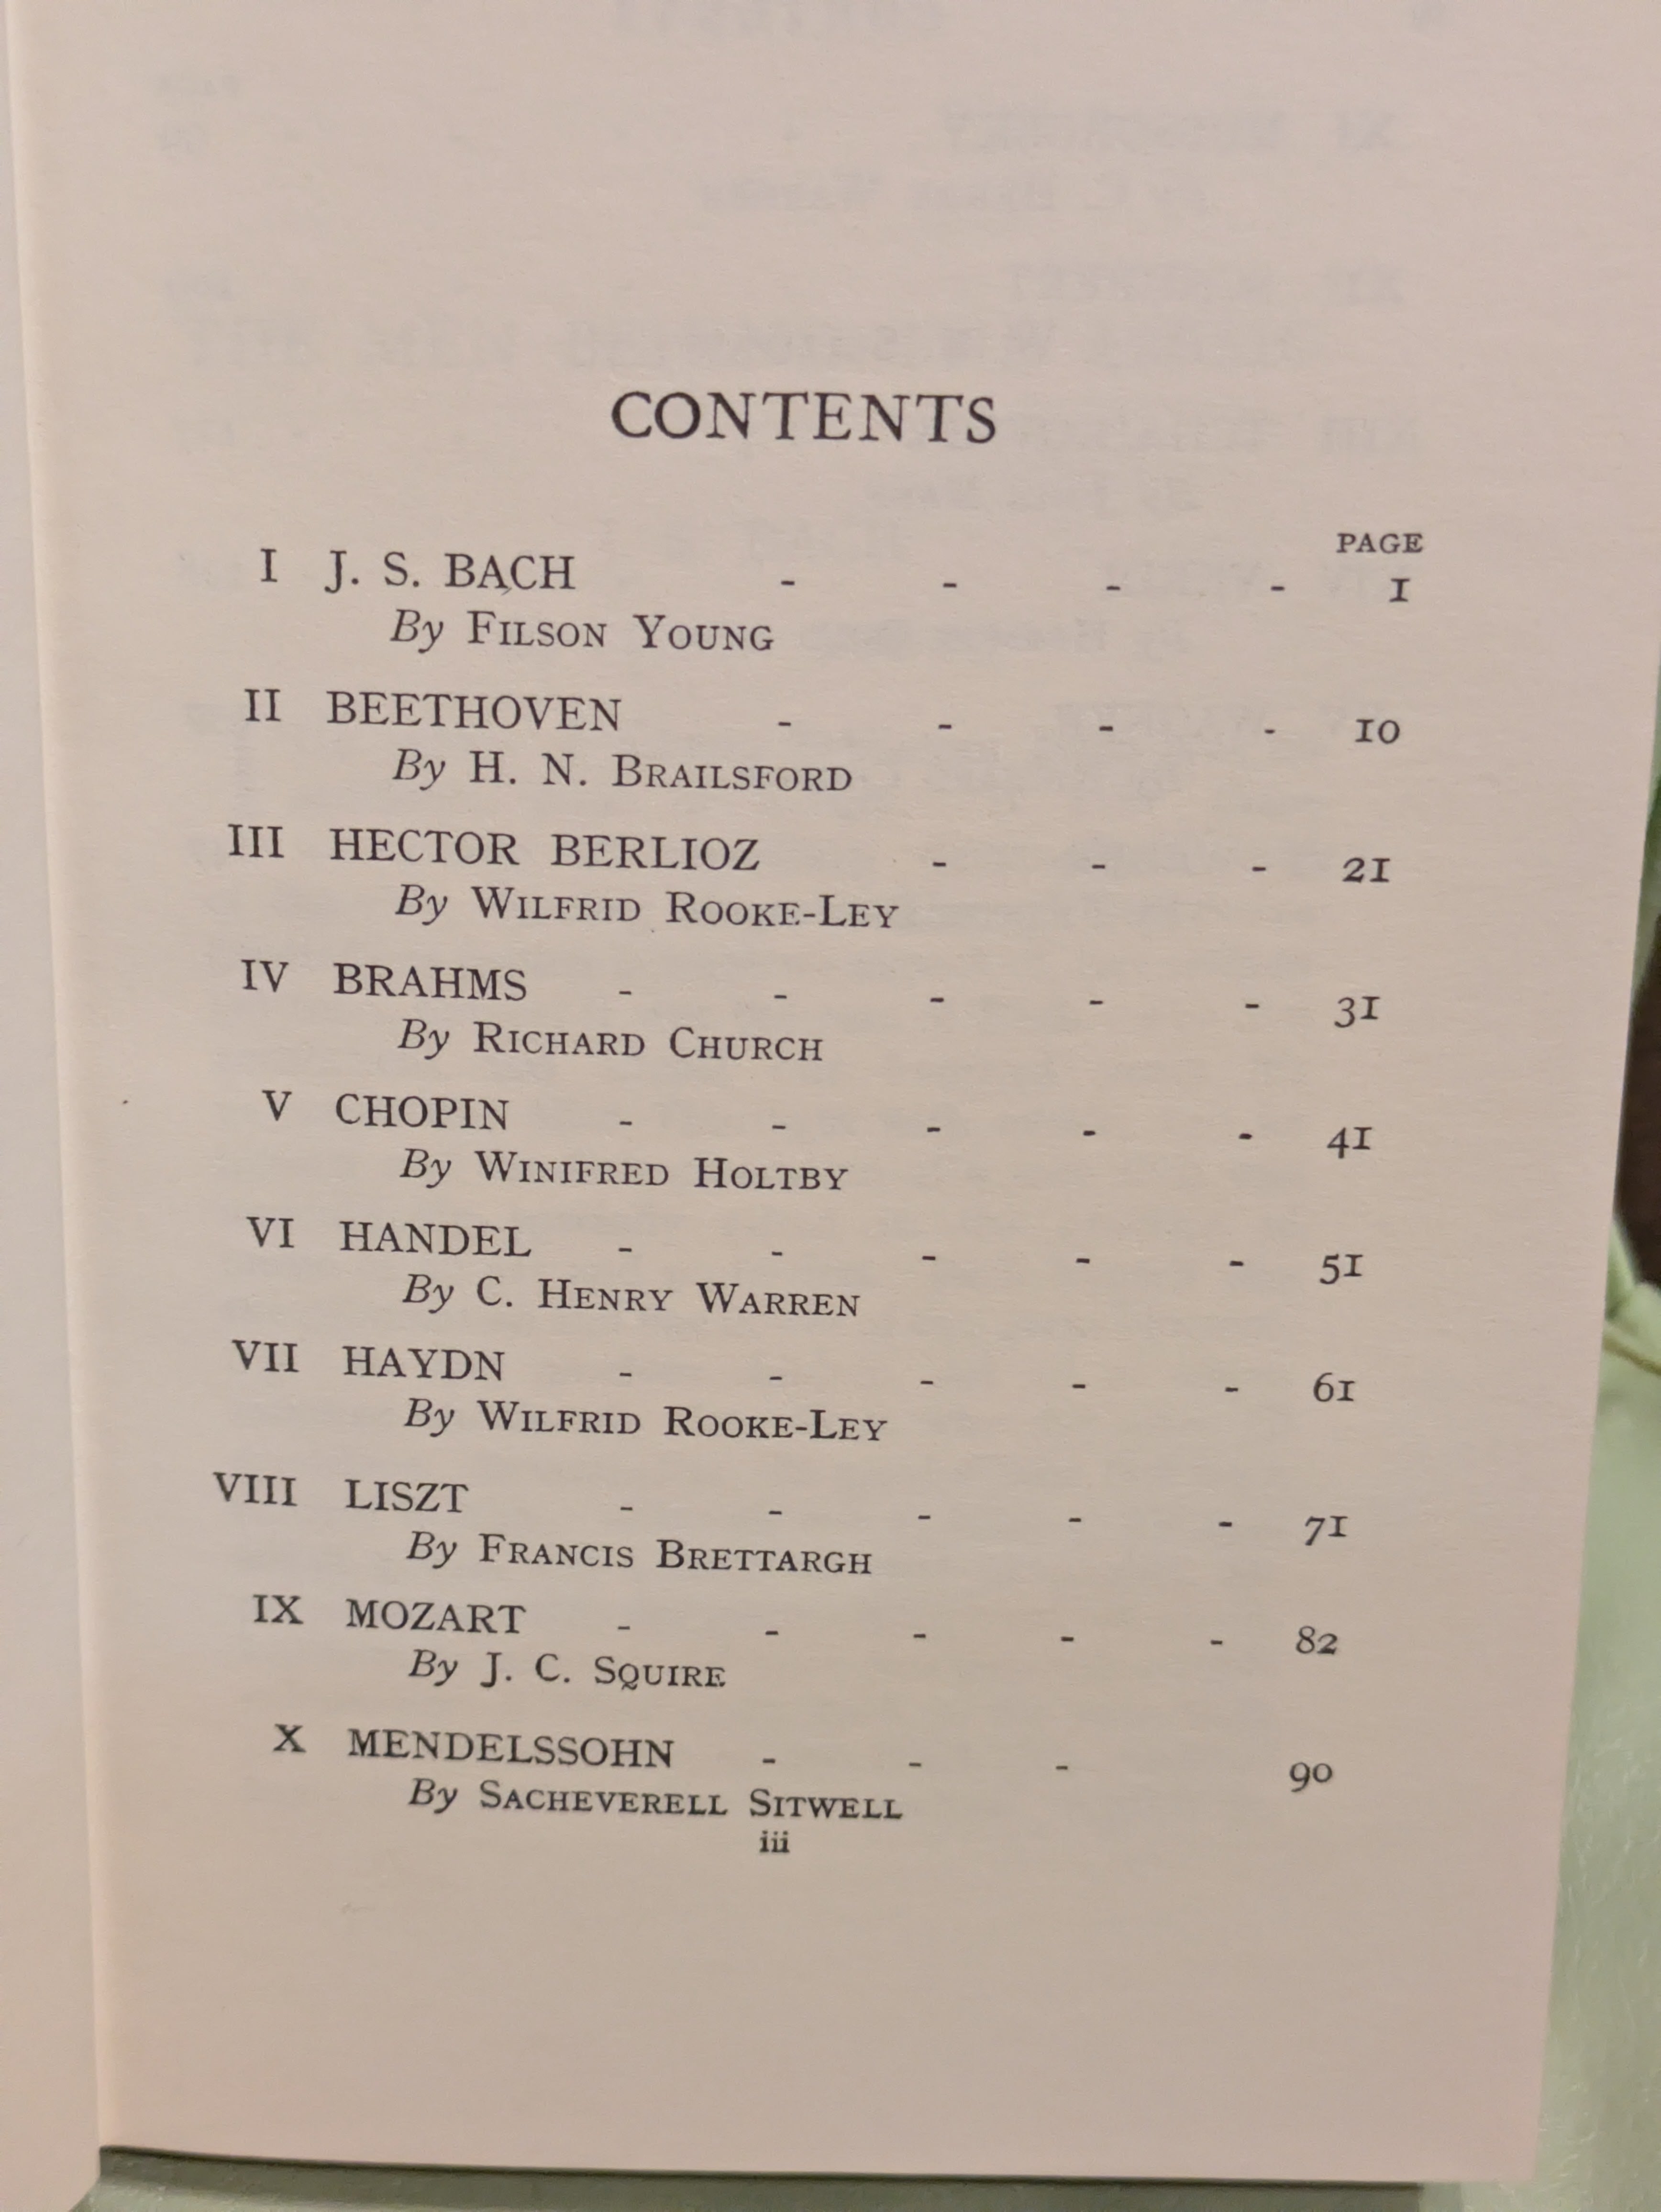 CONTENTS
PAGE
I J. S. BACH - - - - 1
By FILSON YOUNG
II BEETHOVEN - - - - 10
By H. N. BRAILSFORD
III HECTOR BERLIOZ - - - 21
By WILFRID ROOKE-LEY
IV BRAHMS - - - - - 31
By RICHARD CHURCH
V CHOPIN - - - - - 41
By WINIFRED HOLTBY
VI HANDEL - - - - - 51
By C. HENRY WARREN
VII HAYDN - - - - - 61
By WILFRID ROOKE-LEY
VIII LISZT - - - - - 71
By FRANCIS BRETTARGH
IX MOZART - - - - - 82
By J. C. SQUIRE
X MENDELSSOHN - - - 90
By SACHEVERELL SITWELL
iii